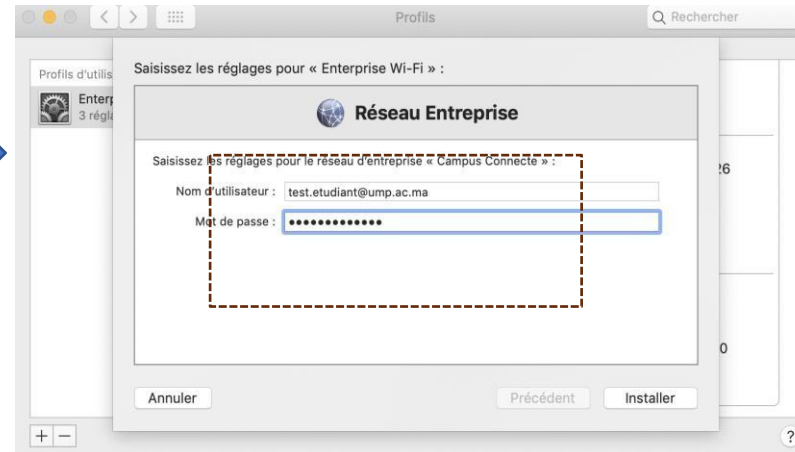 Profils
Rechercher
Profils d'utilis
Enterp
3 régla
Saisissez les réglages pour « Enterprise Wi-Fi » :
Réseau Entreprise
Saisissez les réglages pour le réseau d'entreprise « Campus Connecte » :
Nom d'utilisateur : test.etudiant@ump.ac.ma
Mot de passe : •••••••••••••
26
0
Annuler
Précédent
Installer
+ −
?